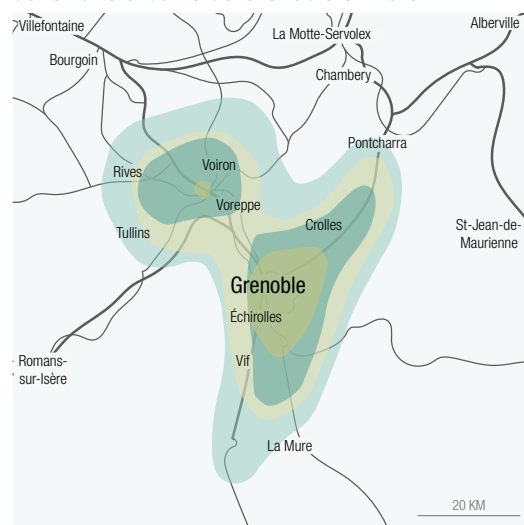 Villefontaine
Alberville
La Motte-Servolex
Bourgoin
Chambery
Pontcharra
Rives
Voiron
Voreppe
Crolles
Tullins
St-Jean-de-
Maurienne
Grenoble
Échirolles
Vif
Romans-
sur-Isère
La Mure
20 KM